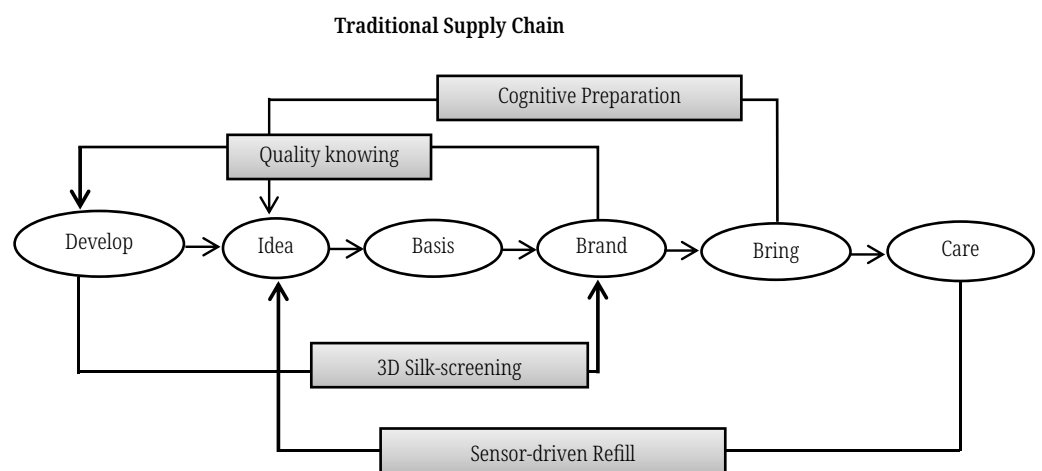 Traditional Supply Chain
Cognitive Preparation
Quality knowing
Develop
Idea
Basis
Brand
Bring
Care
3D Silk-screening
Sensor-driven Refill